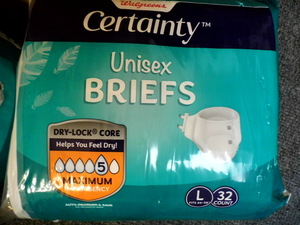 Walgreens
Certainty™
Unisex
BRIEFS
DRY-LOCK® CORE
Helps You Feel Dry!
5
MAXIMUM
L
32
COUNT